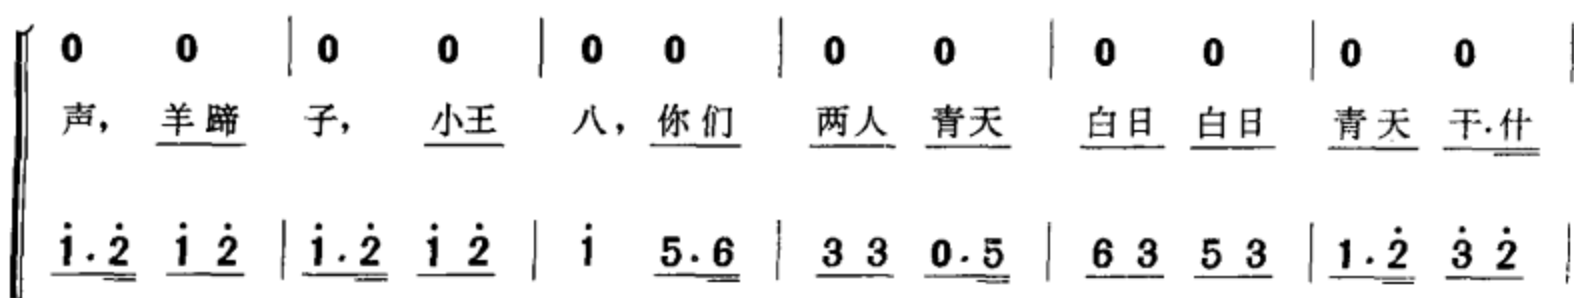 0 0 | 0 0 | 0 0 | 0 0 | 0 0 | 0 0 |
声， 羊蹄 子， 小王 八，你们 两人 青天 白日 白日 青天 干.什
1̇.2̇ 1̇ 2̇ | 1̇.2̇ 1̇ 2̇ | 1̇ 5.6 | 3 3 0.5 | 6 3 5 3 | 1.2̇ 3̇ 2̇ |